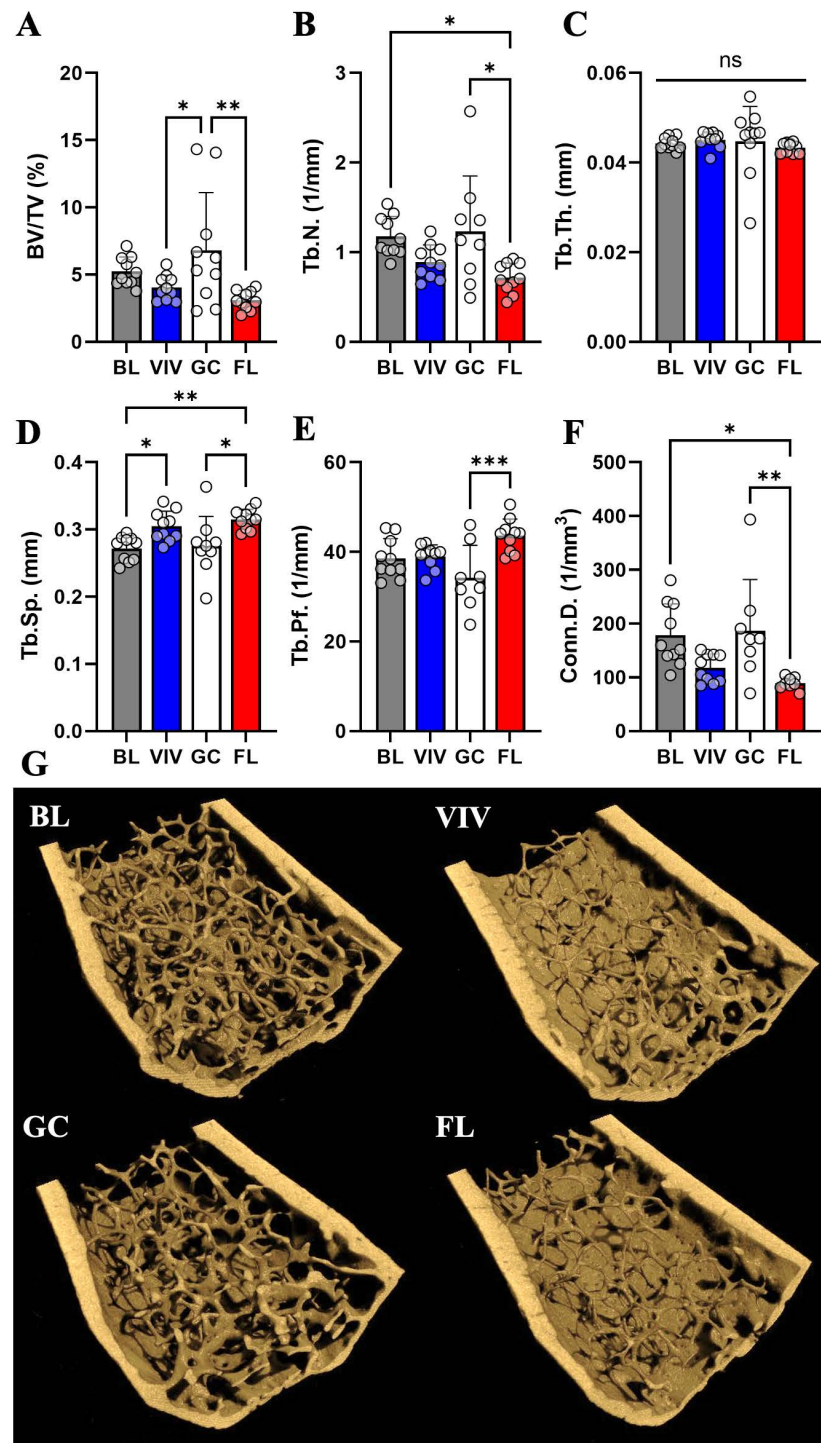 A
BV/TV (%)
20
15
10
5
0
* **
BL VIV GC FL
B
Tb.N. (1/mm)
3
2
1
0
*
*
BL VIV GC FL
C
Tb.Th. (mm)
0.06
0.04
0.02
0.00
ns
BL VIV GC FL
D
Tb.Sp. (mm)
0.4
0.3
0.2
0.1
0.0
**
* *
BL VIV GC FL
E
Tb.Pf. (1/mm)
60
40
20
0
***
BL VIV GC FL
F
Conn.D. (1/mm³)
500
400
300
200
100
0
*
**
BL VIV GC FL
G
BL
VIV
GC
FL